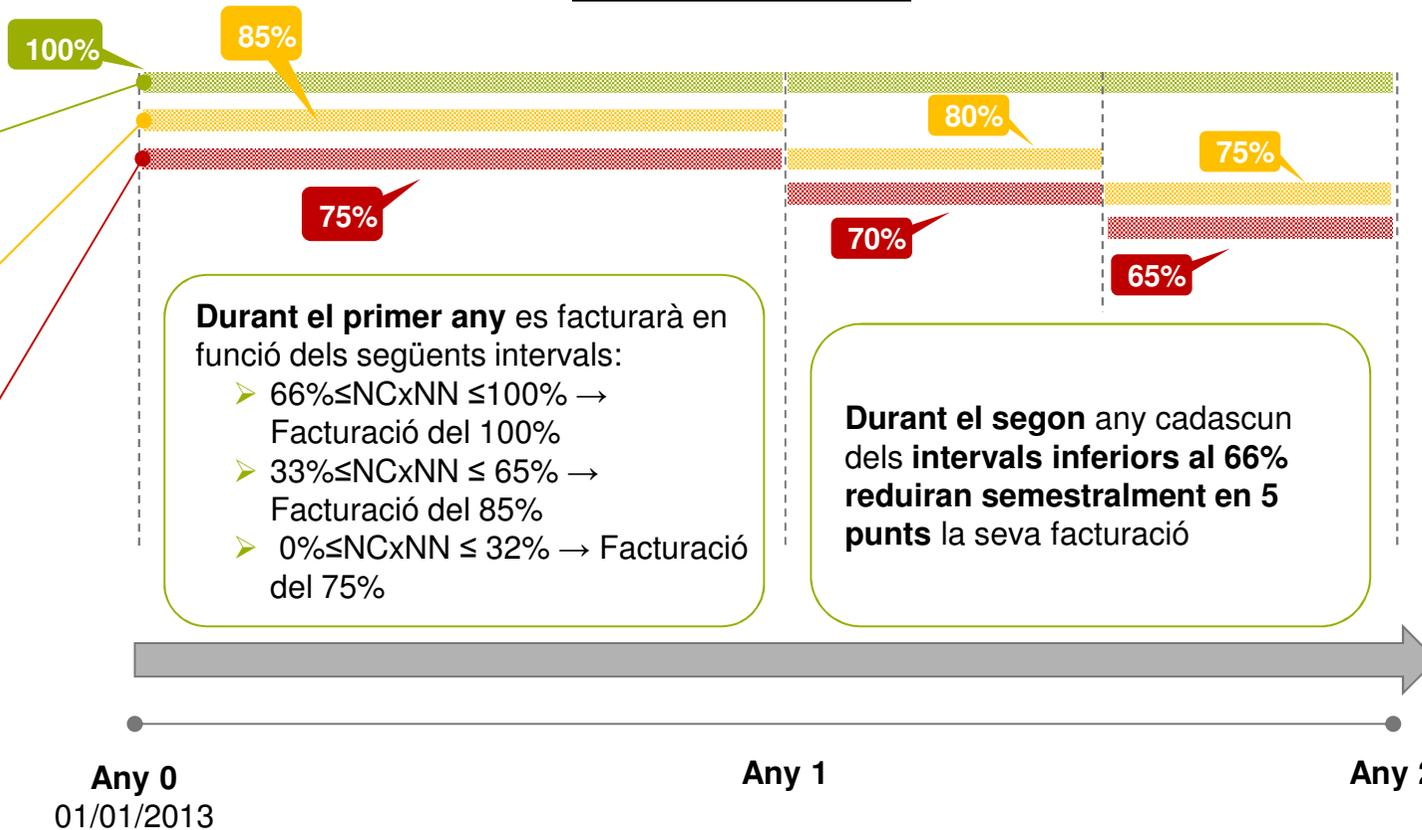 100%
85%
80%
75%
75%
70%
65%
Durant el primer any es facturarà en
funció dels següents intervals:
66%≤NCxNN ≤100% →
Facturació del 100%
33%≤NCxNN ≤ 65% →
Facturació del 85%
0%≤NCxNN ≤ 32% → Facturació
del 75%
Durant el segon any cadascun
dels intervals inferiors al 66%
reduiran semestralment en 5
punts la seva facturació
Any 0
01/01/2013
Any 1
Any 2